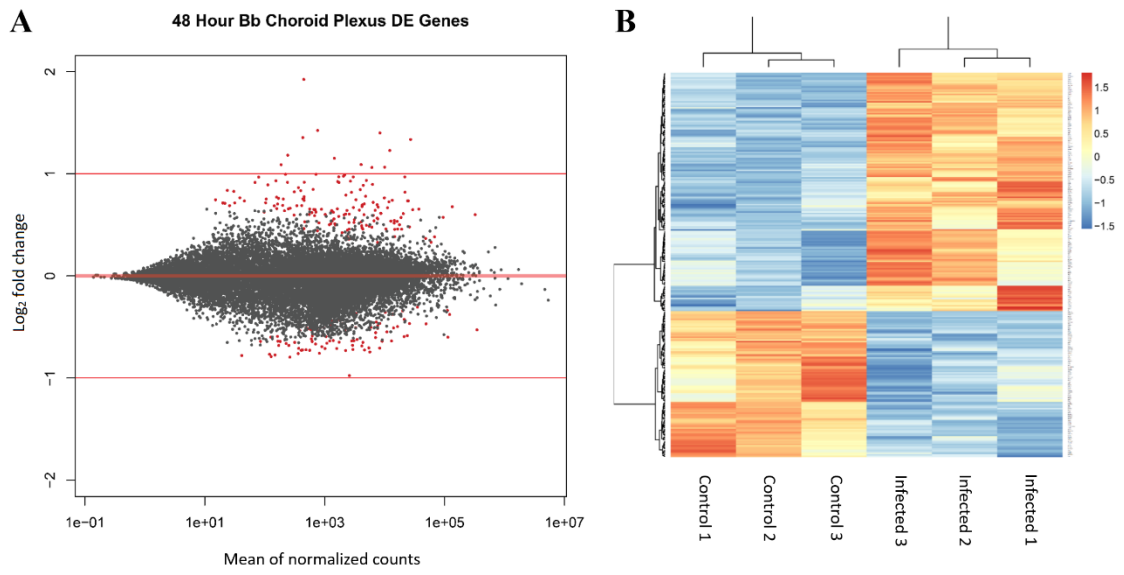 A
48 Hour Bb Choroid Plexus DE Genes
2
1
0
−1
−2
Log2 fold change
1e−01
1e+01
1e+03
1e+05
1e+07
Mean of normalized counts
B
1.5
1
0.5
0
−0.5
−1
−1.5
Control 1
Control 2
Control 3
Infected 3
Infected 2
Infected 1